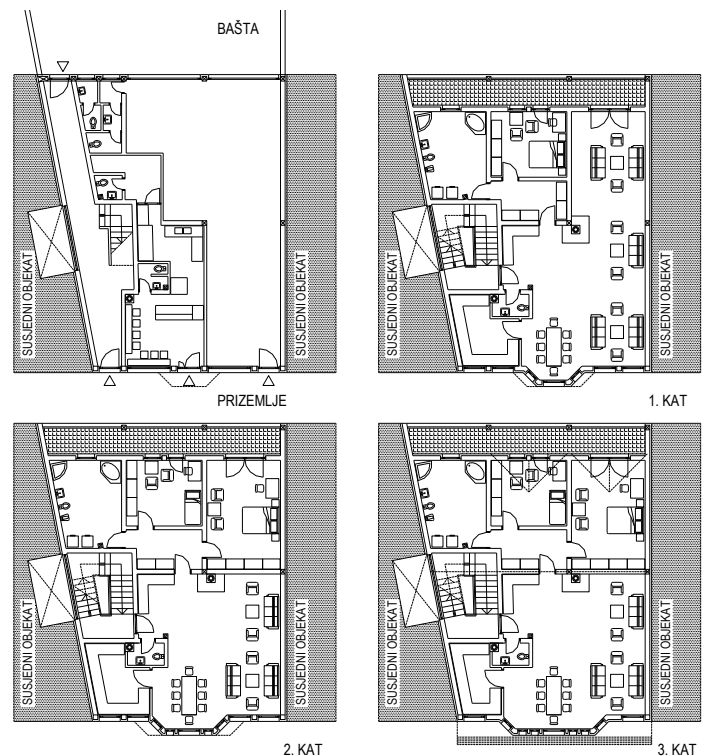 BAŠTA
SUSJEDNI OBJEKAT
SUSJEDNI OBJEKAT
PRIZEMLJE
SUSJEDNI OBJEKAT
SUSJEDNI OBJEKAT
1. KAT
SUSJEDNI OBJEKAT
SUSJEDNI OBJEKAT
2. KAT
SUSJEDNI OBJEKAT
SUSJEDNI OBJEKAT
3. KAT